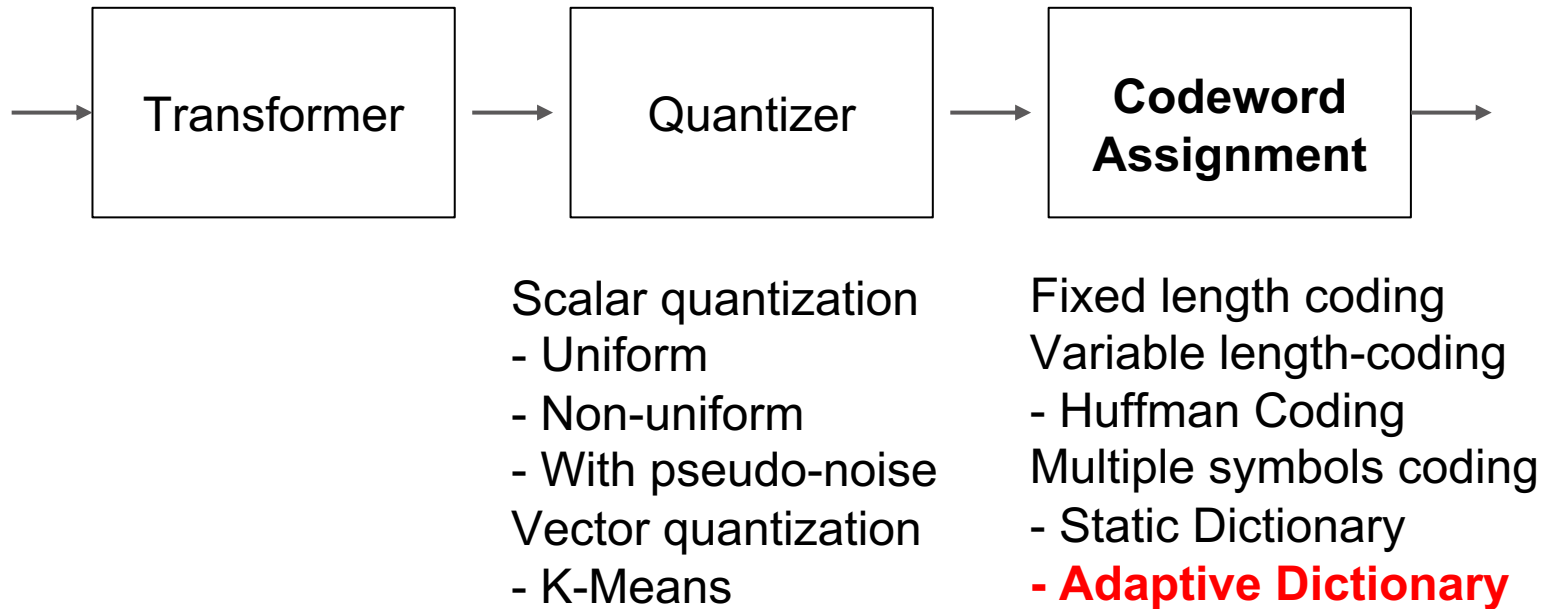 Transformer
Quantizer
Codeword
Assignment
Scalar quantization
- Uniform
- Non-uniform
- With pseudo-noise
Vector quantization
- K-Means
Fixed length coding
Variable length-coding
- Huffman Coding
Multiple symbols coding
- Static Dictionary
- Adaptive Dictionary